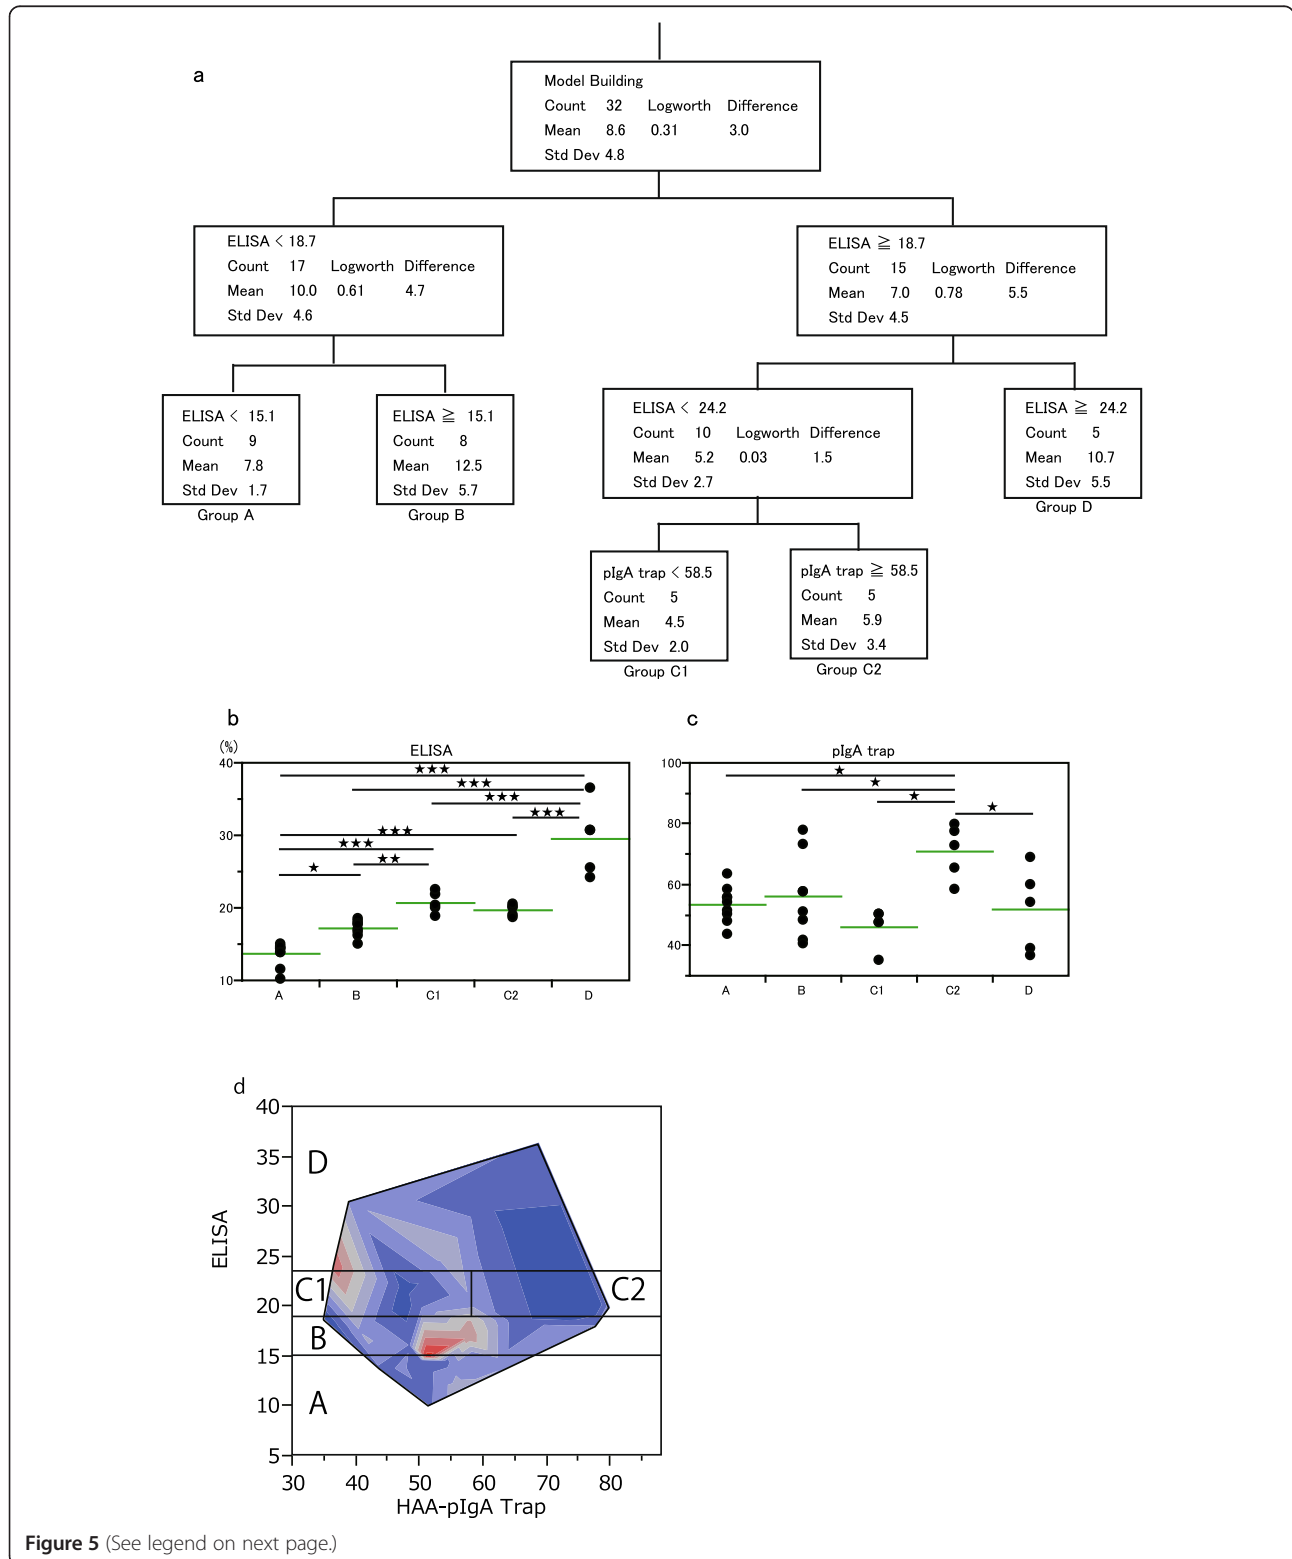 a
Model Building
Count 32 Logworth Difference
Mean 8.6 0.31 3.0
Std Dev 4.8
ELISA < 18.7
Count 17 Logworth Difference
Mean 10.0 0.61 4.7
Std Dev 4.6
ELISA ≧ 18.7
Count 15 Logworth Difference
Mean 7.0 0.78 5.5
Std Dev 4.5
ELISA < 15.1
Count 9
Mean 7.8
Std Dev 1.7
Group A
ELISA ≧ 15.1
Count 8
Mean 12.5
Std Dev 5.7
Group B
ELISA < 24.2
Count 10 Logworth Difference
Mean 5.2 0.03 1.5
Std Dev 2.7
ELISA ≧ 24.2
Count 5
Mean 10.7
Std Dev 5.5
Group D
pIgA trap < 58.5
Count 5
Mean 4.5
Std Dev 2.0
Group C1
pIgA trap ≧ 58.5
Count 5
Mean 5.9
Std Dev 3.4
Group C2
b
(%)
ELISA
40
★★★
★★★
★★★
★★★
30
★★★
★★★
★★
★
20
10
A B C1 C2 D
c
pIgA trap
100
★
★
★
★
80
60
40
A B C1 C2 D
d
40
35
30
25
20
15
10
5
ELISA
D
C1
C2
B
A
30 40 50 60 70 80
HAA-pIgA Trap
Figure 5 (See legend on next page.)